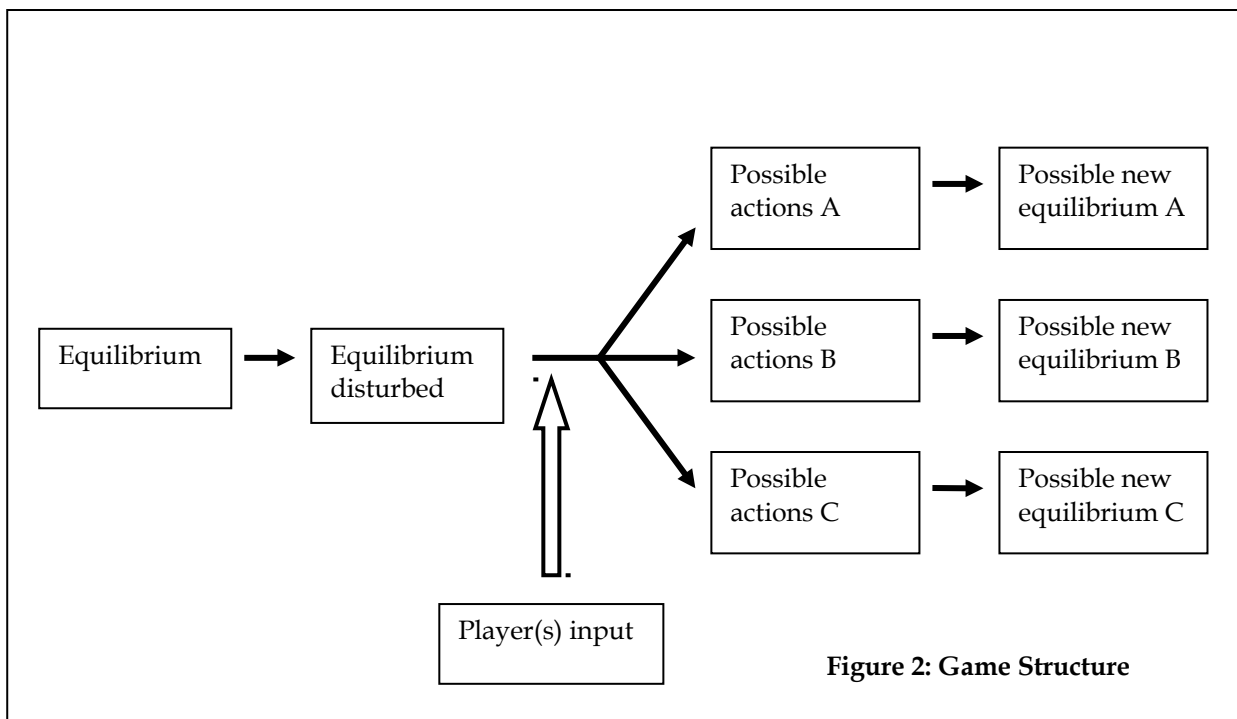 Possible
actions A
Possible new
equilibrium A
Equilibrium
Equilibrium
disturbed
Possible
actions B
Possible new
equilibrium B
Possible
actions C
Possible new
equilibrium C
Player(s) input
Figure 2: Game Structure